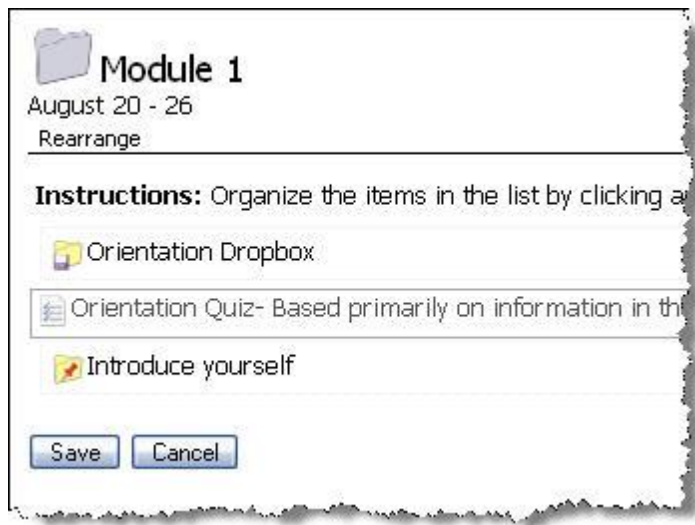 Module 1
August 20 - 26
Rearrange
Instructions: Organize the items in the list by clicking
Orientation Dropbox
Orientation Quiz- Based primarily on information in
Introduce yourself
Save Cancel